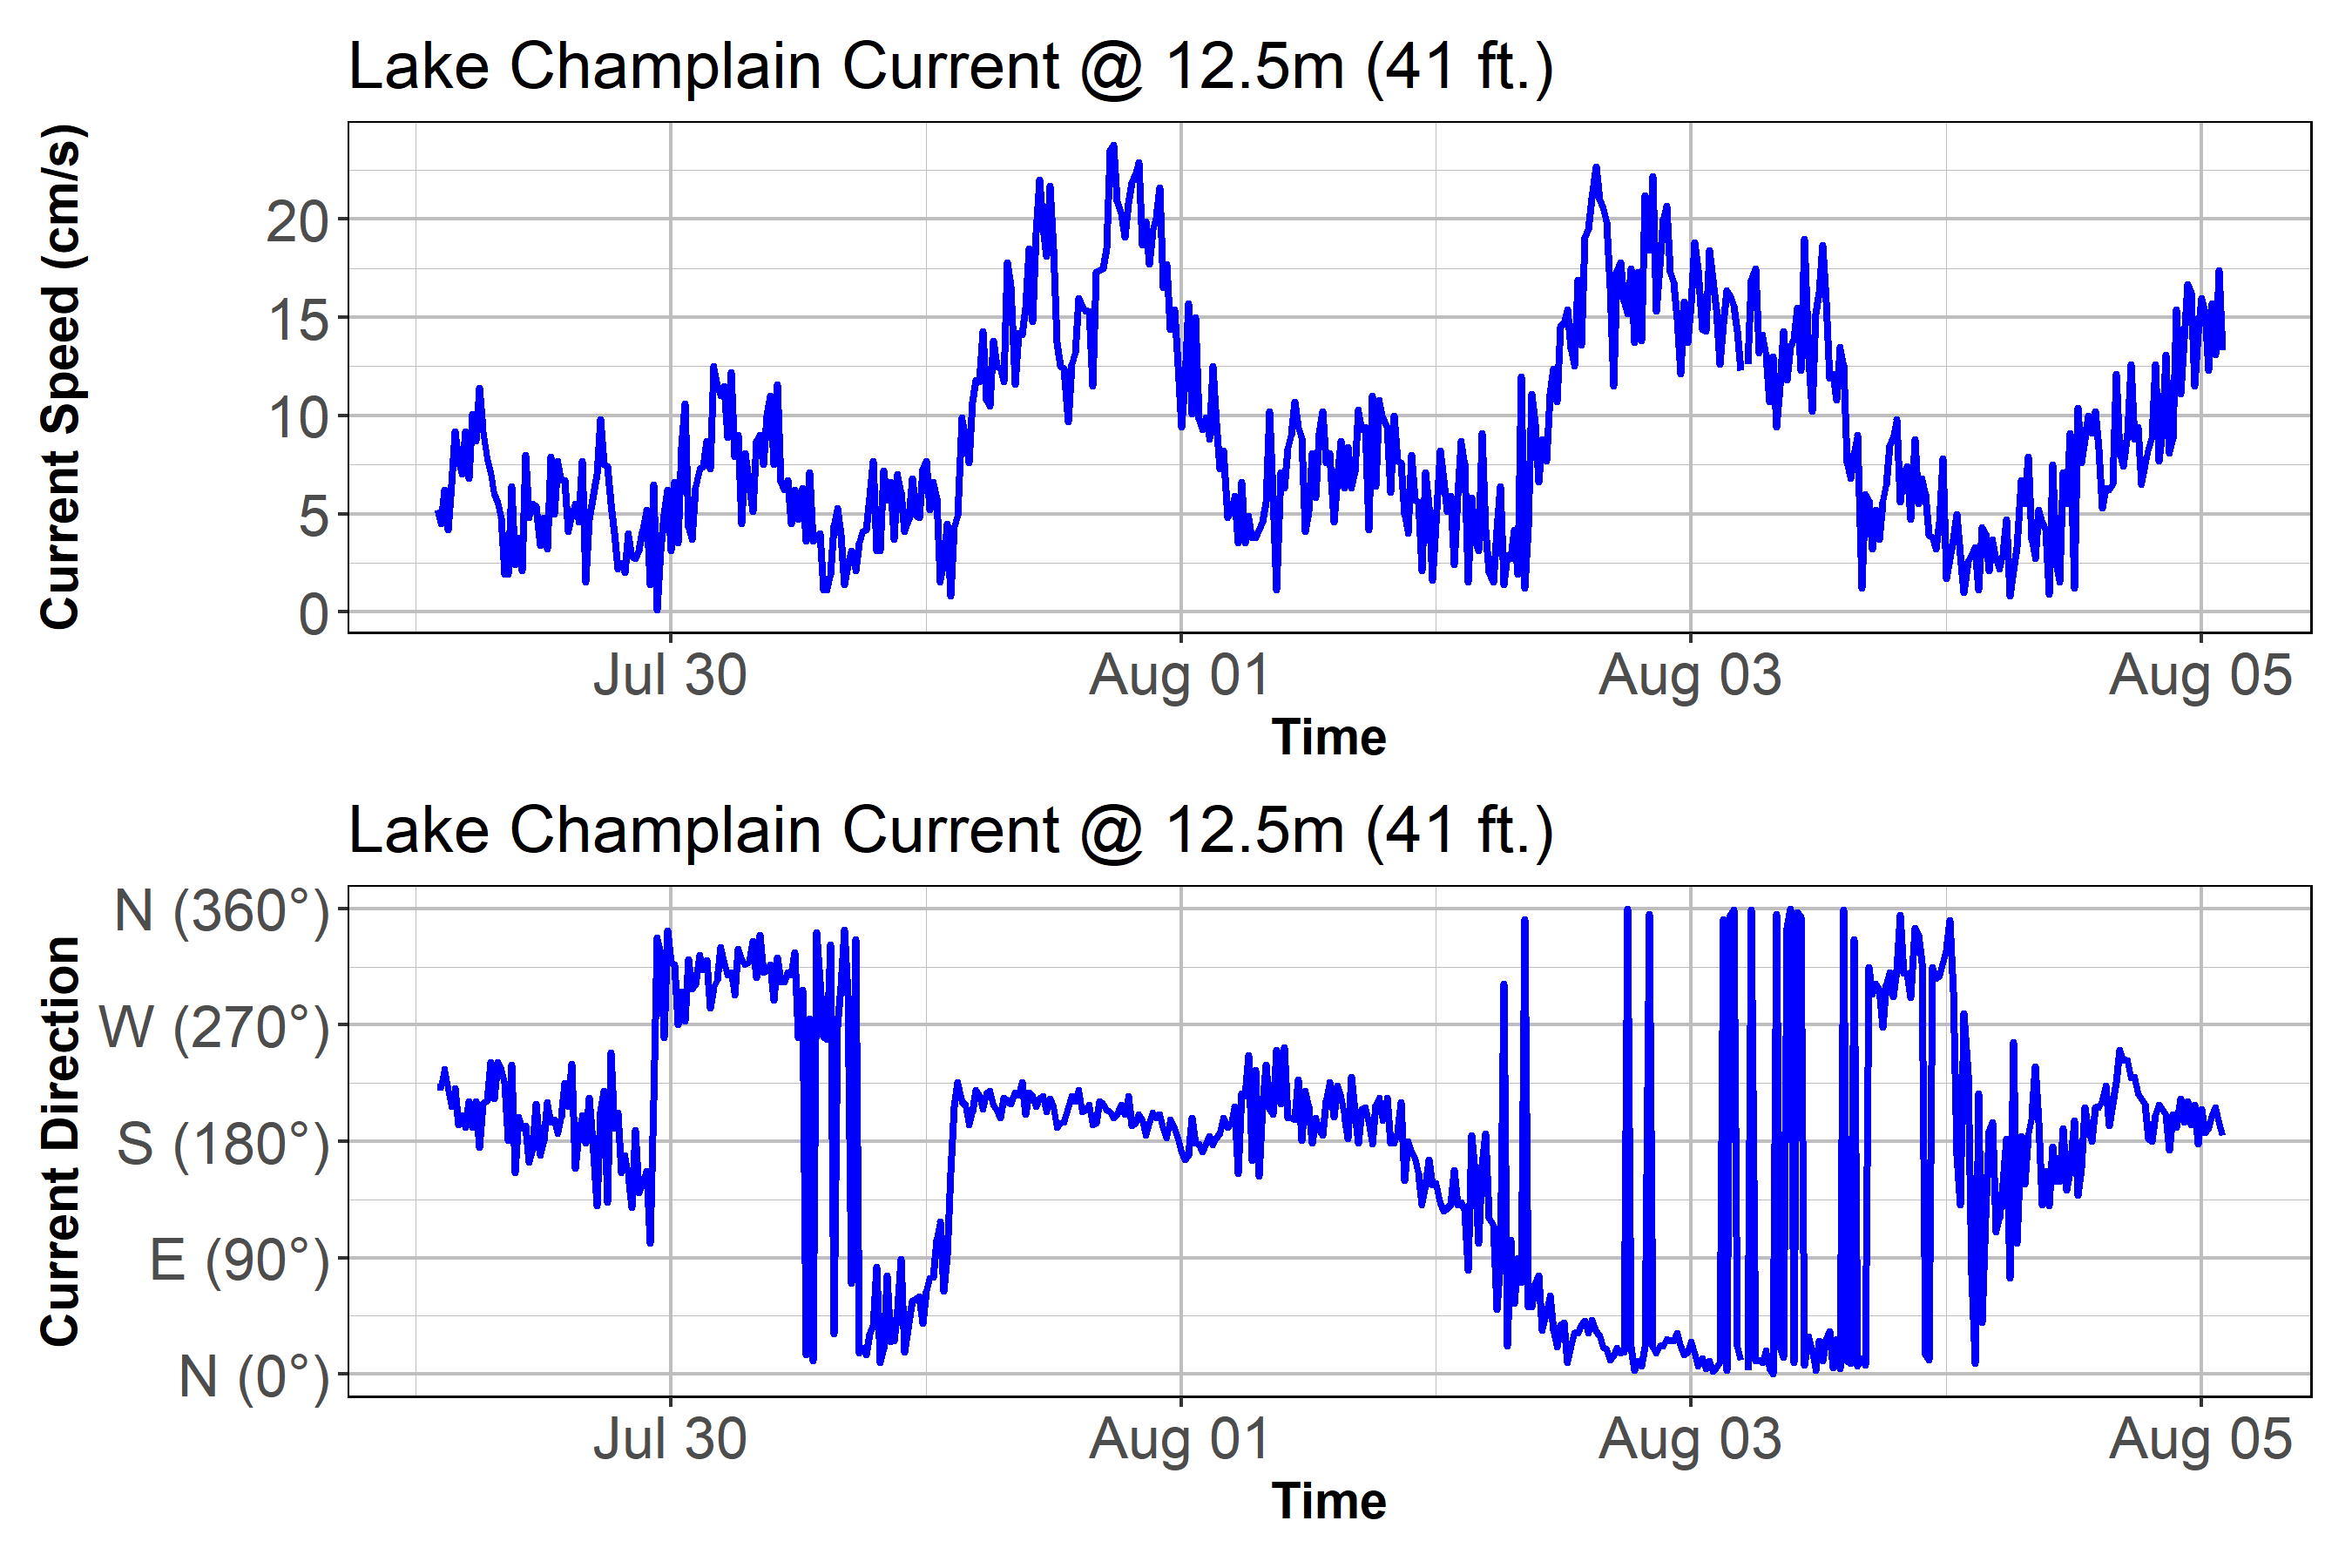 Lake Champlain Current @ 12.5m (41 ft.)
Current Speed (cm/s)
20
15
10
5
0
Jul 30
Aug 01
Aug 03
Aug 05
Time
Lake Champlain Current @ 12.5m (41 ft.)
Current Direction
N (360°)
W (270°)
S (180°)
E (90°)
N (0°)
Jul 30
Aug 01
Aug 03
Aug 05
Time